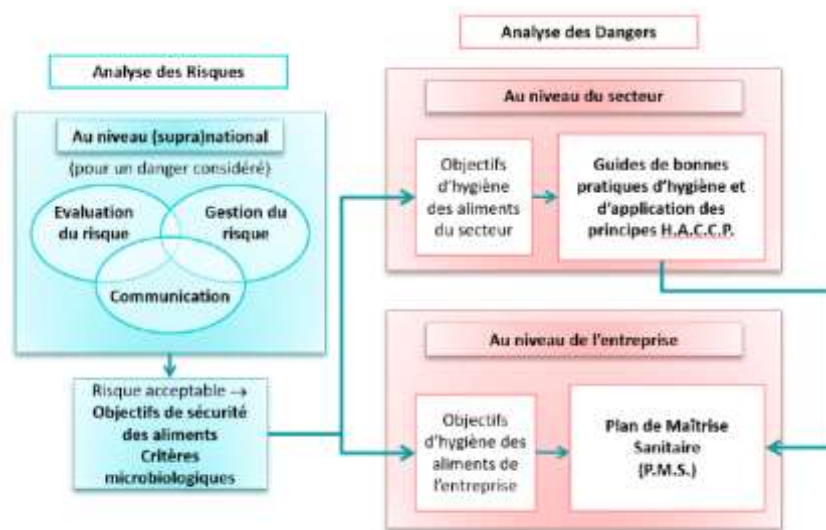 Analyse des Risques
Au niveau (supra)national
(pour un danger considéré)
Evaluation
du risque
Gestion du
risque
Communication
Risque acceptable →
Objectifs de sécurité
des aliments
Critères
microbiologiques
Analyse des Dangers
Au niveau du secteur
Objectifs
d'hygiène
des aliments
du secteur
Guides de bonnes
pratiques d'hygiène et
d'application des
principes H.A.C.C.P.
Au niveau de l'entreprise
Objectifs
d'hygiène des
aliments de
l'entreprise
Plan de Maîtrise
Sanitaire
(P.M.S.)